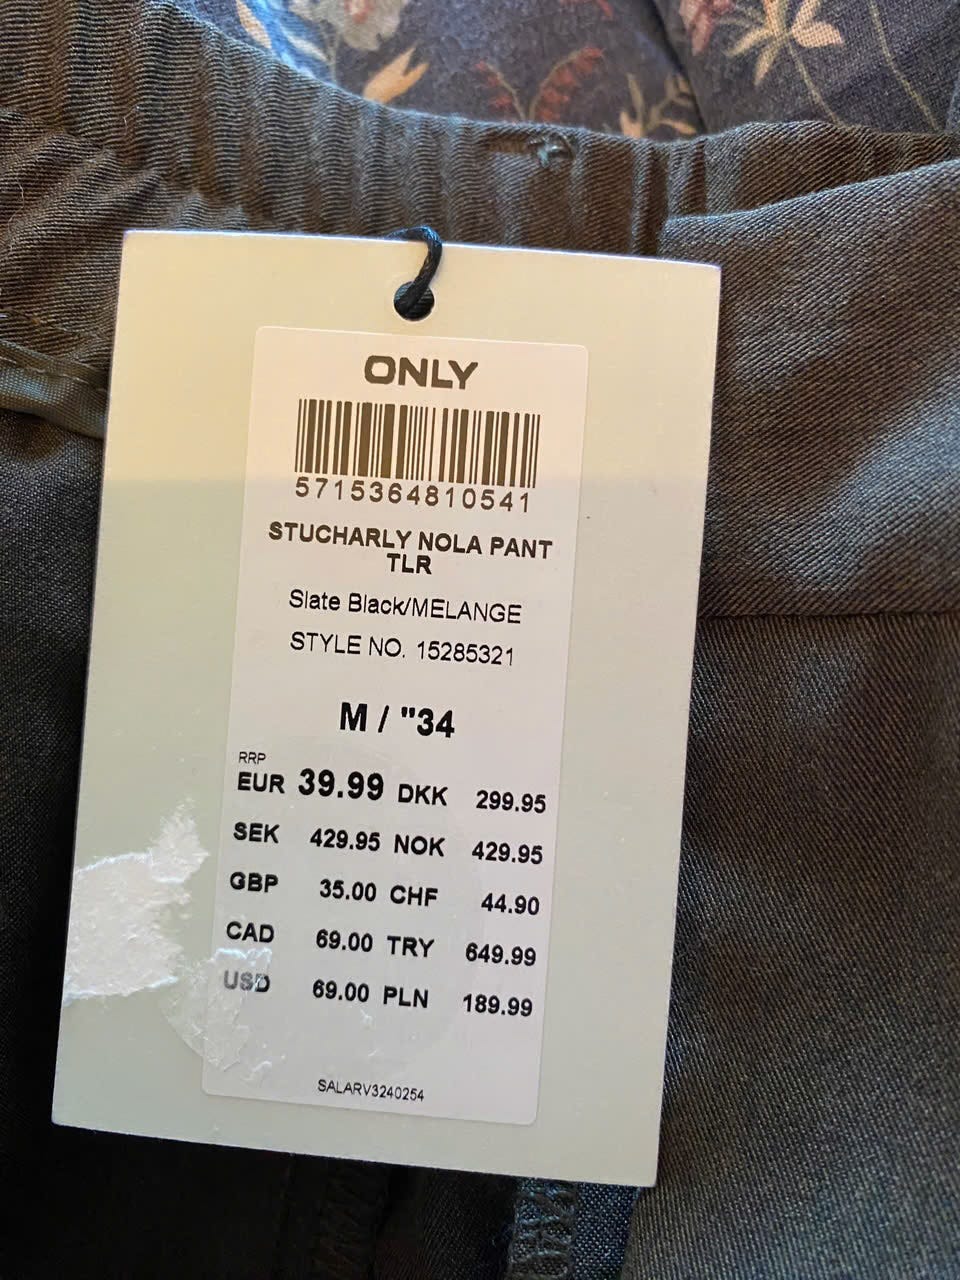 ONLY
5715364810541
STUCHARLY NOLA PANT
TLR
Slate Black/MELANGE
STYLE NO. 15285321
M / "34
RRP
EUR 39.99 DKK 299.95
SEK 429.95 NOK 429.95
GBP 35.00 CHF 44.90
CAD 69.00 TRY 649.99
USD 69.00 PLN 189.99
SALARV3240254